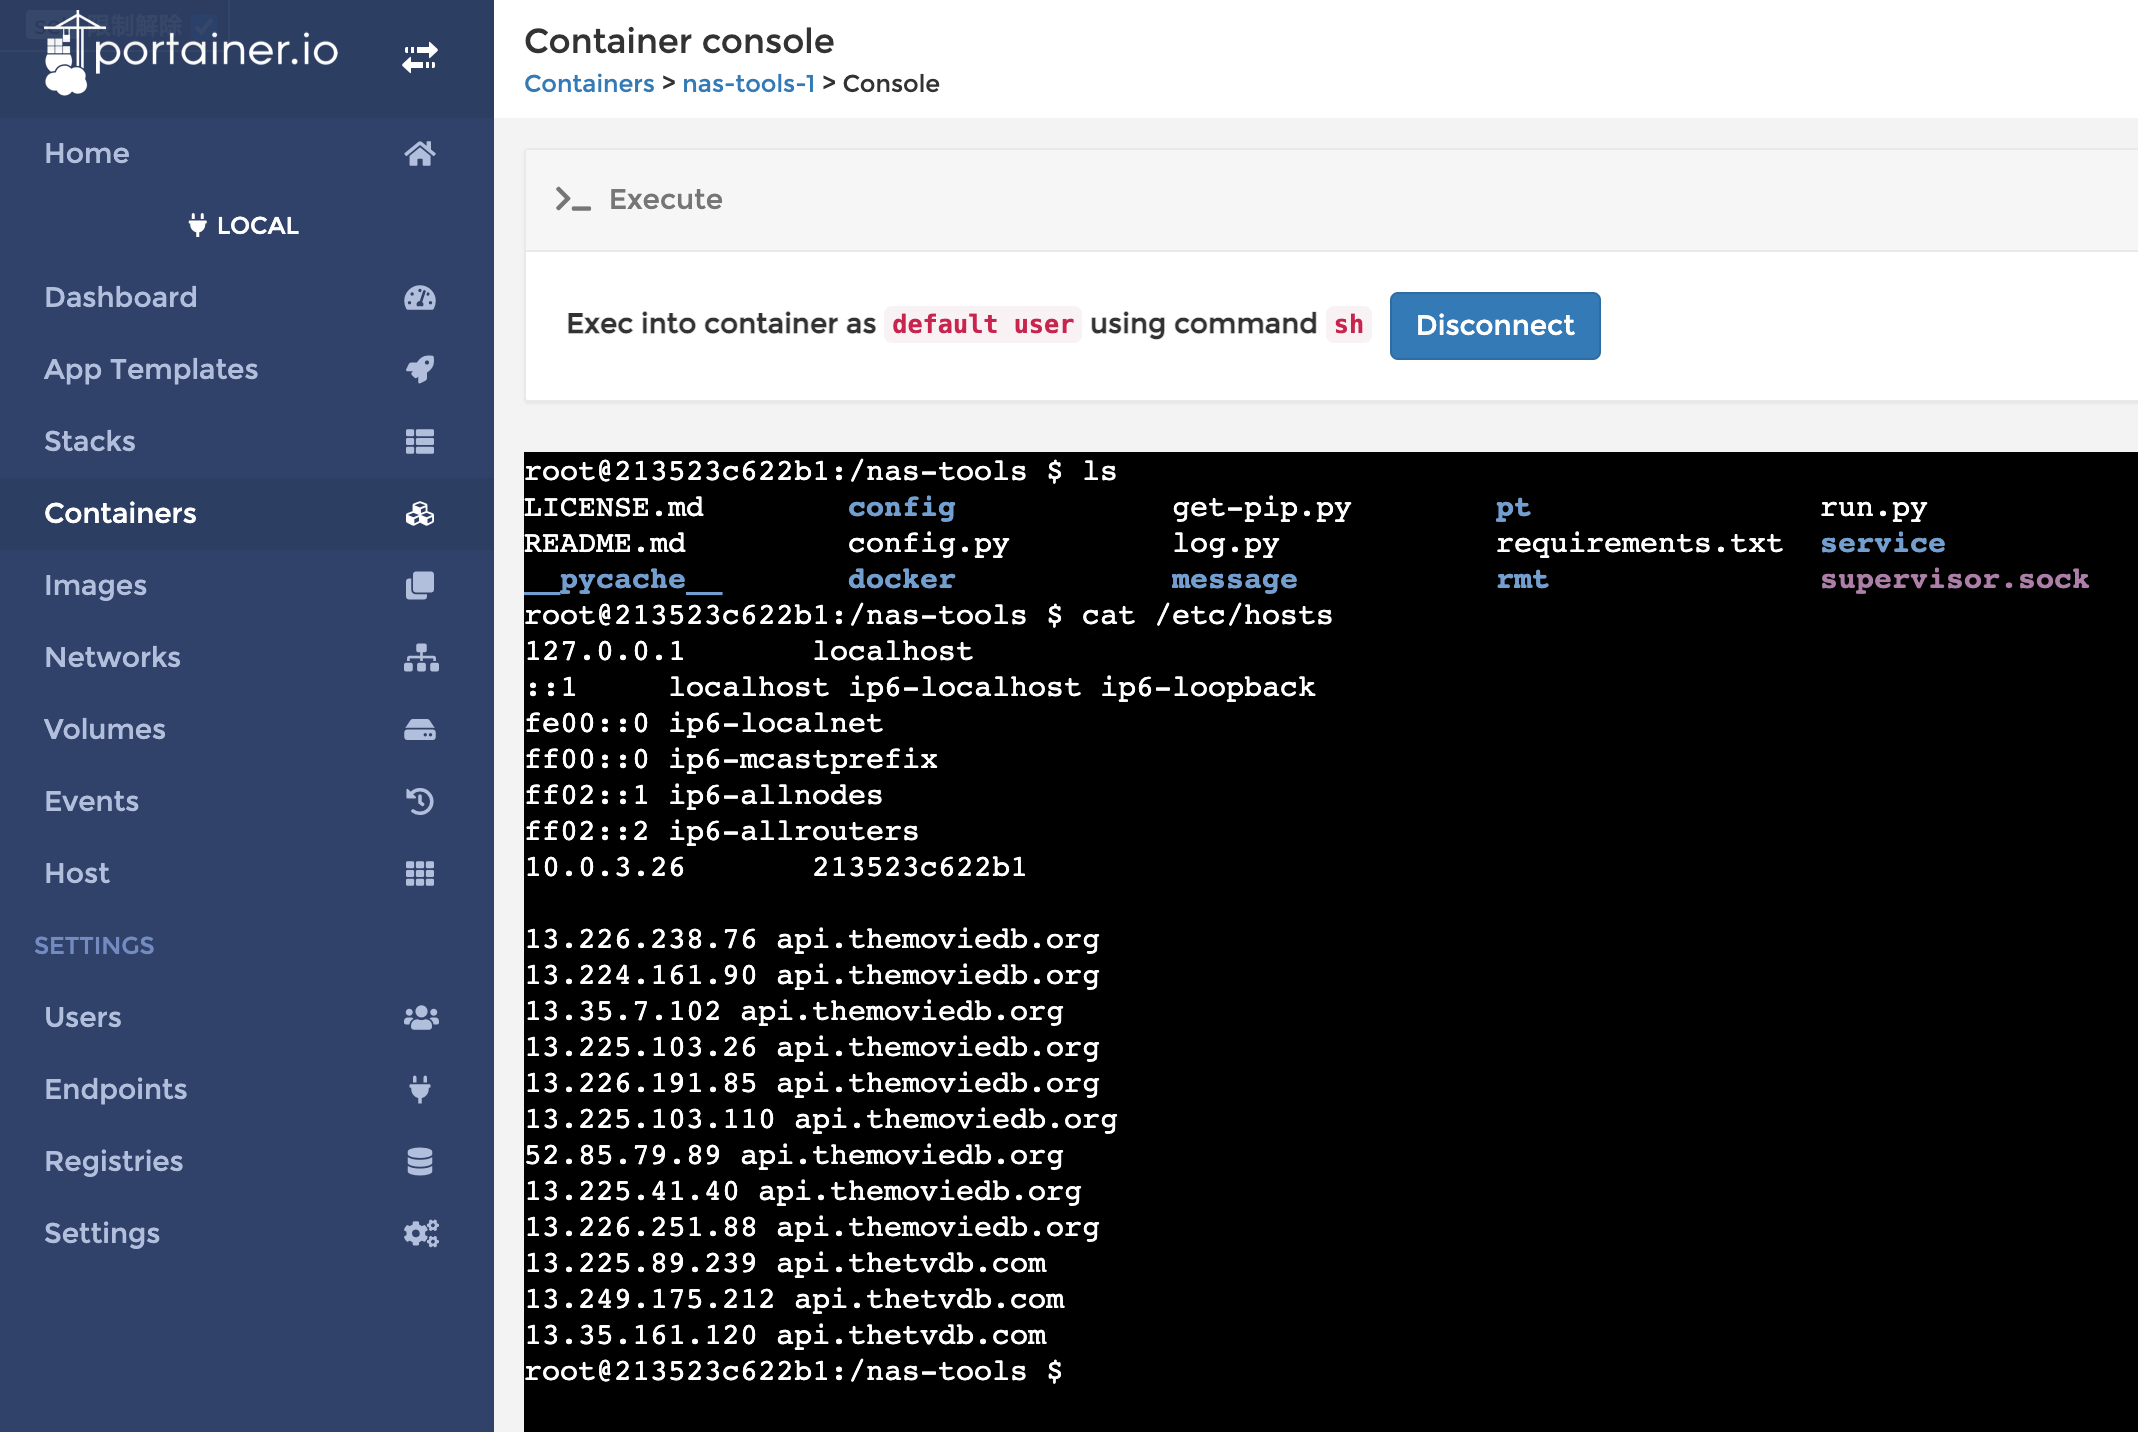 portainer.io
Home
LOCAL
Dashboard
App Templates
Stacks
Containers
Images
Networks
Volumes
Events
Host
SETTINGS
Users
Endpoints
Registries
Settings
Container console
Containers > nas-tools-1 > Console
>_ Execute
Exec into container as default user using command sh Disconnect
root@213523c622b1:/nas-tools $ ls
LICENSE.md config get-pip.py pt run.py
README.md config.py log.py requirements.txt service
__pycache__ docker message rmt supervisor.sock
root@213523c622b1:/nas-tools $ cat /etc/hosts
127.0.0.1 localhost
::1 localhost ip6-localhost ip6-loopback
fe00::0 ip6-localnet
ff00::0 ip6-mcastprefix
ff02::1 ip6-allnodes
ff02::2 ip6-allrouters
10.0.3.26 213523c622b1
13.226.238.76 api.themoviedb.org
13.224.161.90 api.themoviedb.org
13.35.7.102 api.themoviedb.org
13.225.103.26 api.themoviedb.org
13.226.191.85 api.themoviedb.org
13.225.103.110 api.themoviedb.org
52.85.79.89 api.themoviedb.org
13.225.41.40 api.themoviedb.org
13.226.251.88 api.themoviedb.org
13.225.89.239 api.thetvdb.com
13.249.175.212 api.thetvdb.com
13.35.161.120 api.thetvdb.com
root@213523c622b1:/nas-tools $